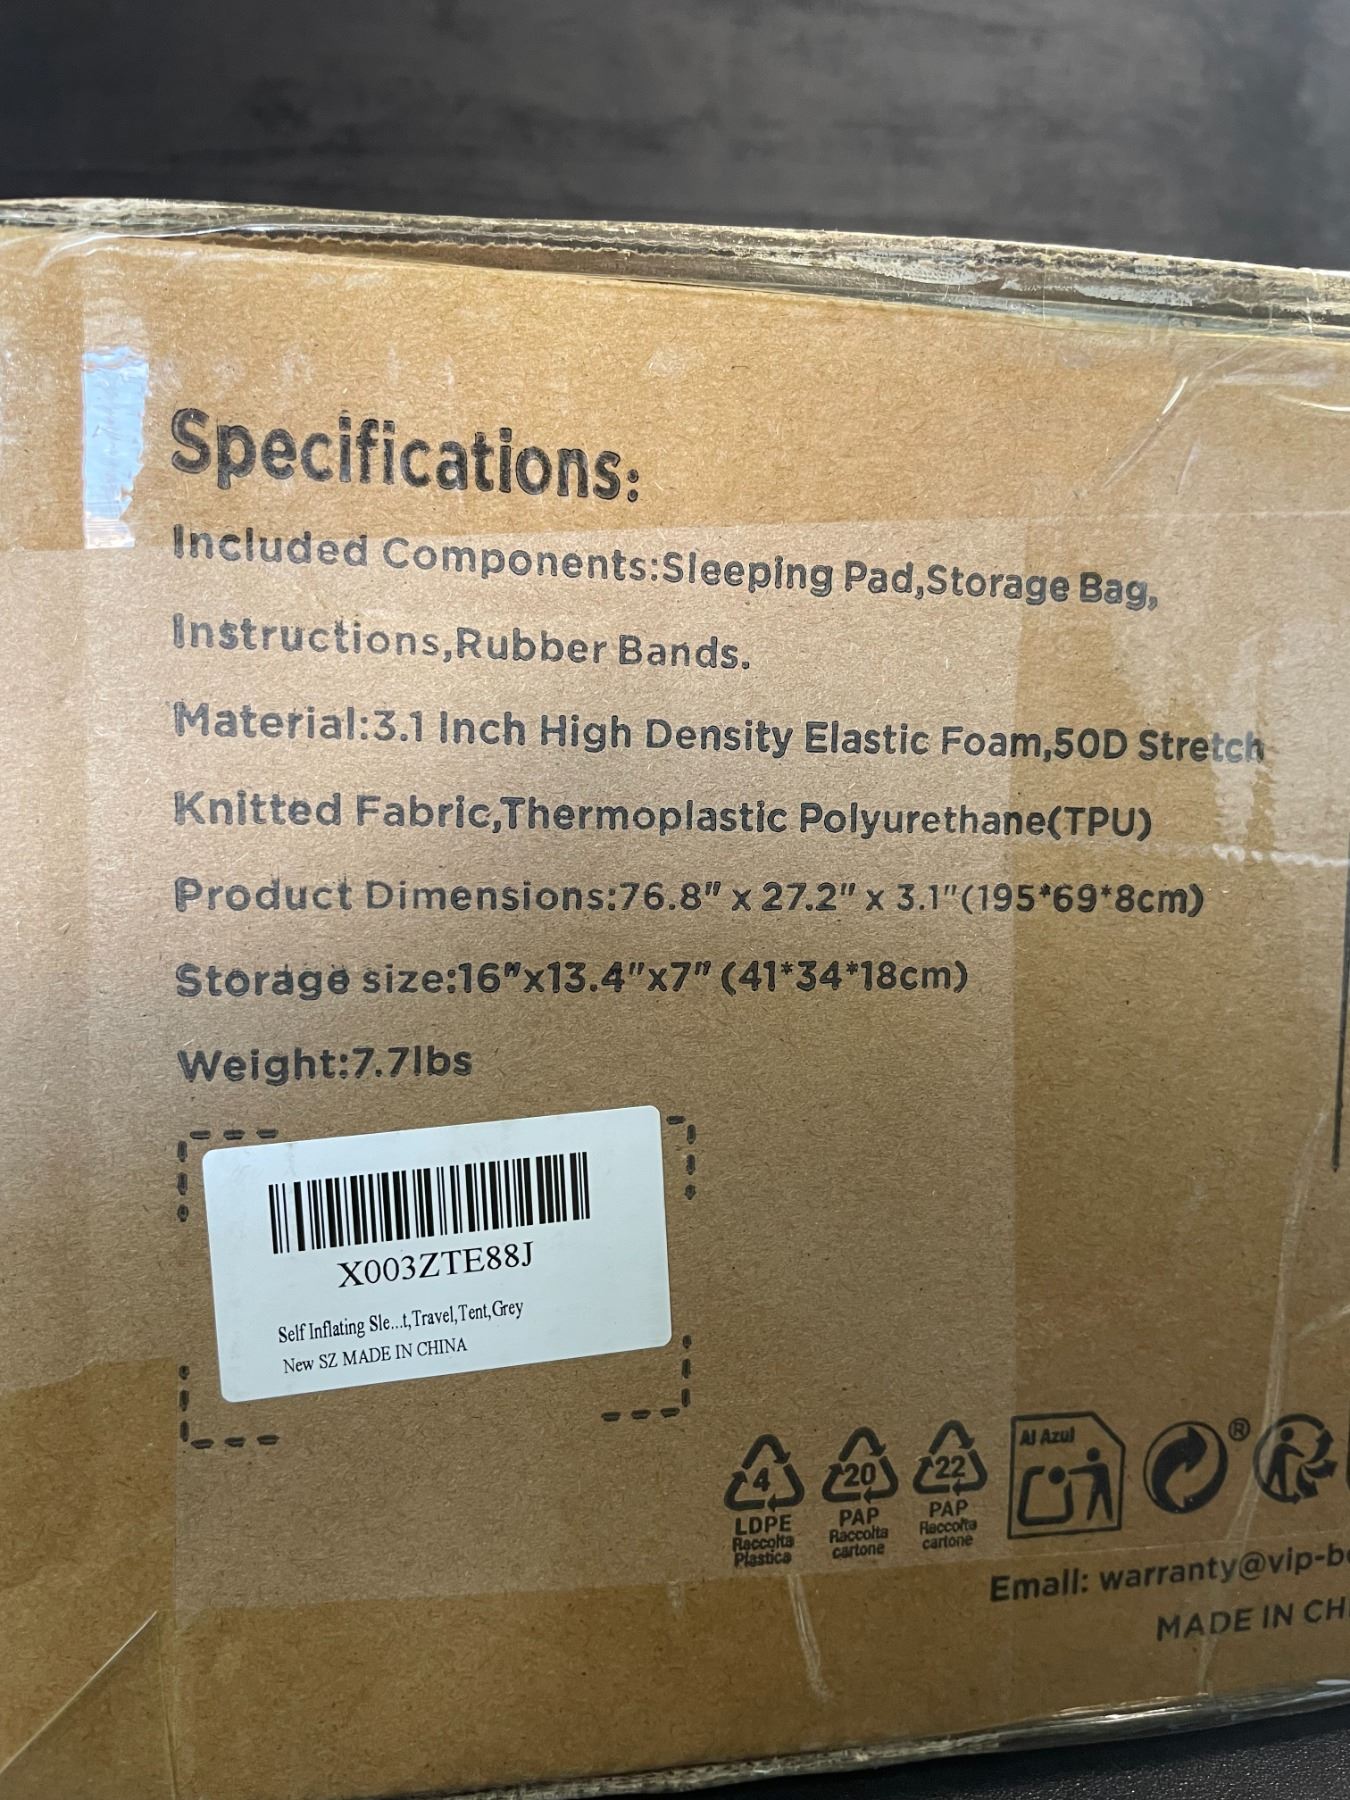 Specifications:
Included Components:Sleeping Pad,Storage Bag,
Instructions,Rubber Bands.
Material:3.1 Inch High Density Elastic Foam,50D Stretch
Knitted Fabric,Thermoplastic Polyurethane(TPU)
Product Dimensions:76.8" x 27.2" x 3.1"(195*69*8cm)
Storage size:16"x13.4"x7" (41*34*18cm)
Weight:7.7lbs
X003ZTE88J
Self Inflating Sle...t,Travel,Tent,Grey
New SZ MADE IN CHINA
4
LDPE
Raccolta
Plastica
20
PAP
Raccolta
cartone
22
PAP
Raccolta
cartone
Al Azul
®
Email: warranty@vip-b
MADE IN CH